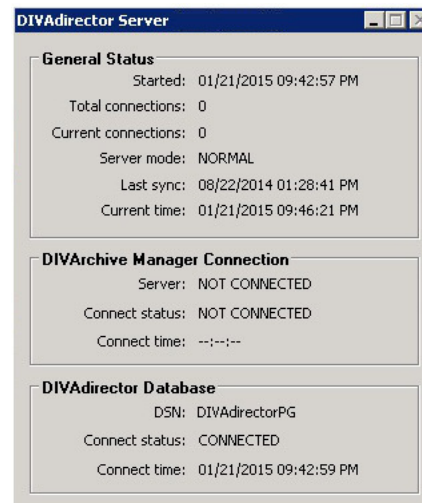 DIVAdirector Server
General Status
Started: 01/21/2015 09:42:57 PM
Total connections: 0
Current connections: 0
Server mode: NORMAL
Last sync: 08/22/2014 01:28:41 PM
Current time: 01/21/2015 09:46:21 PM
DIVArchive Manager Connection
Server: NOT CONNECTED
Connect status: NOT CONNECTED
Connect time: --:--:--
DIVAdirector Database
DSN: DIVAdirectorPG
Connect status: CONNECTED
Connect time: 01/21/2015 09:42:59 PM